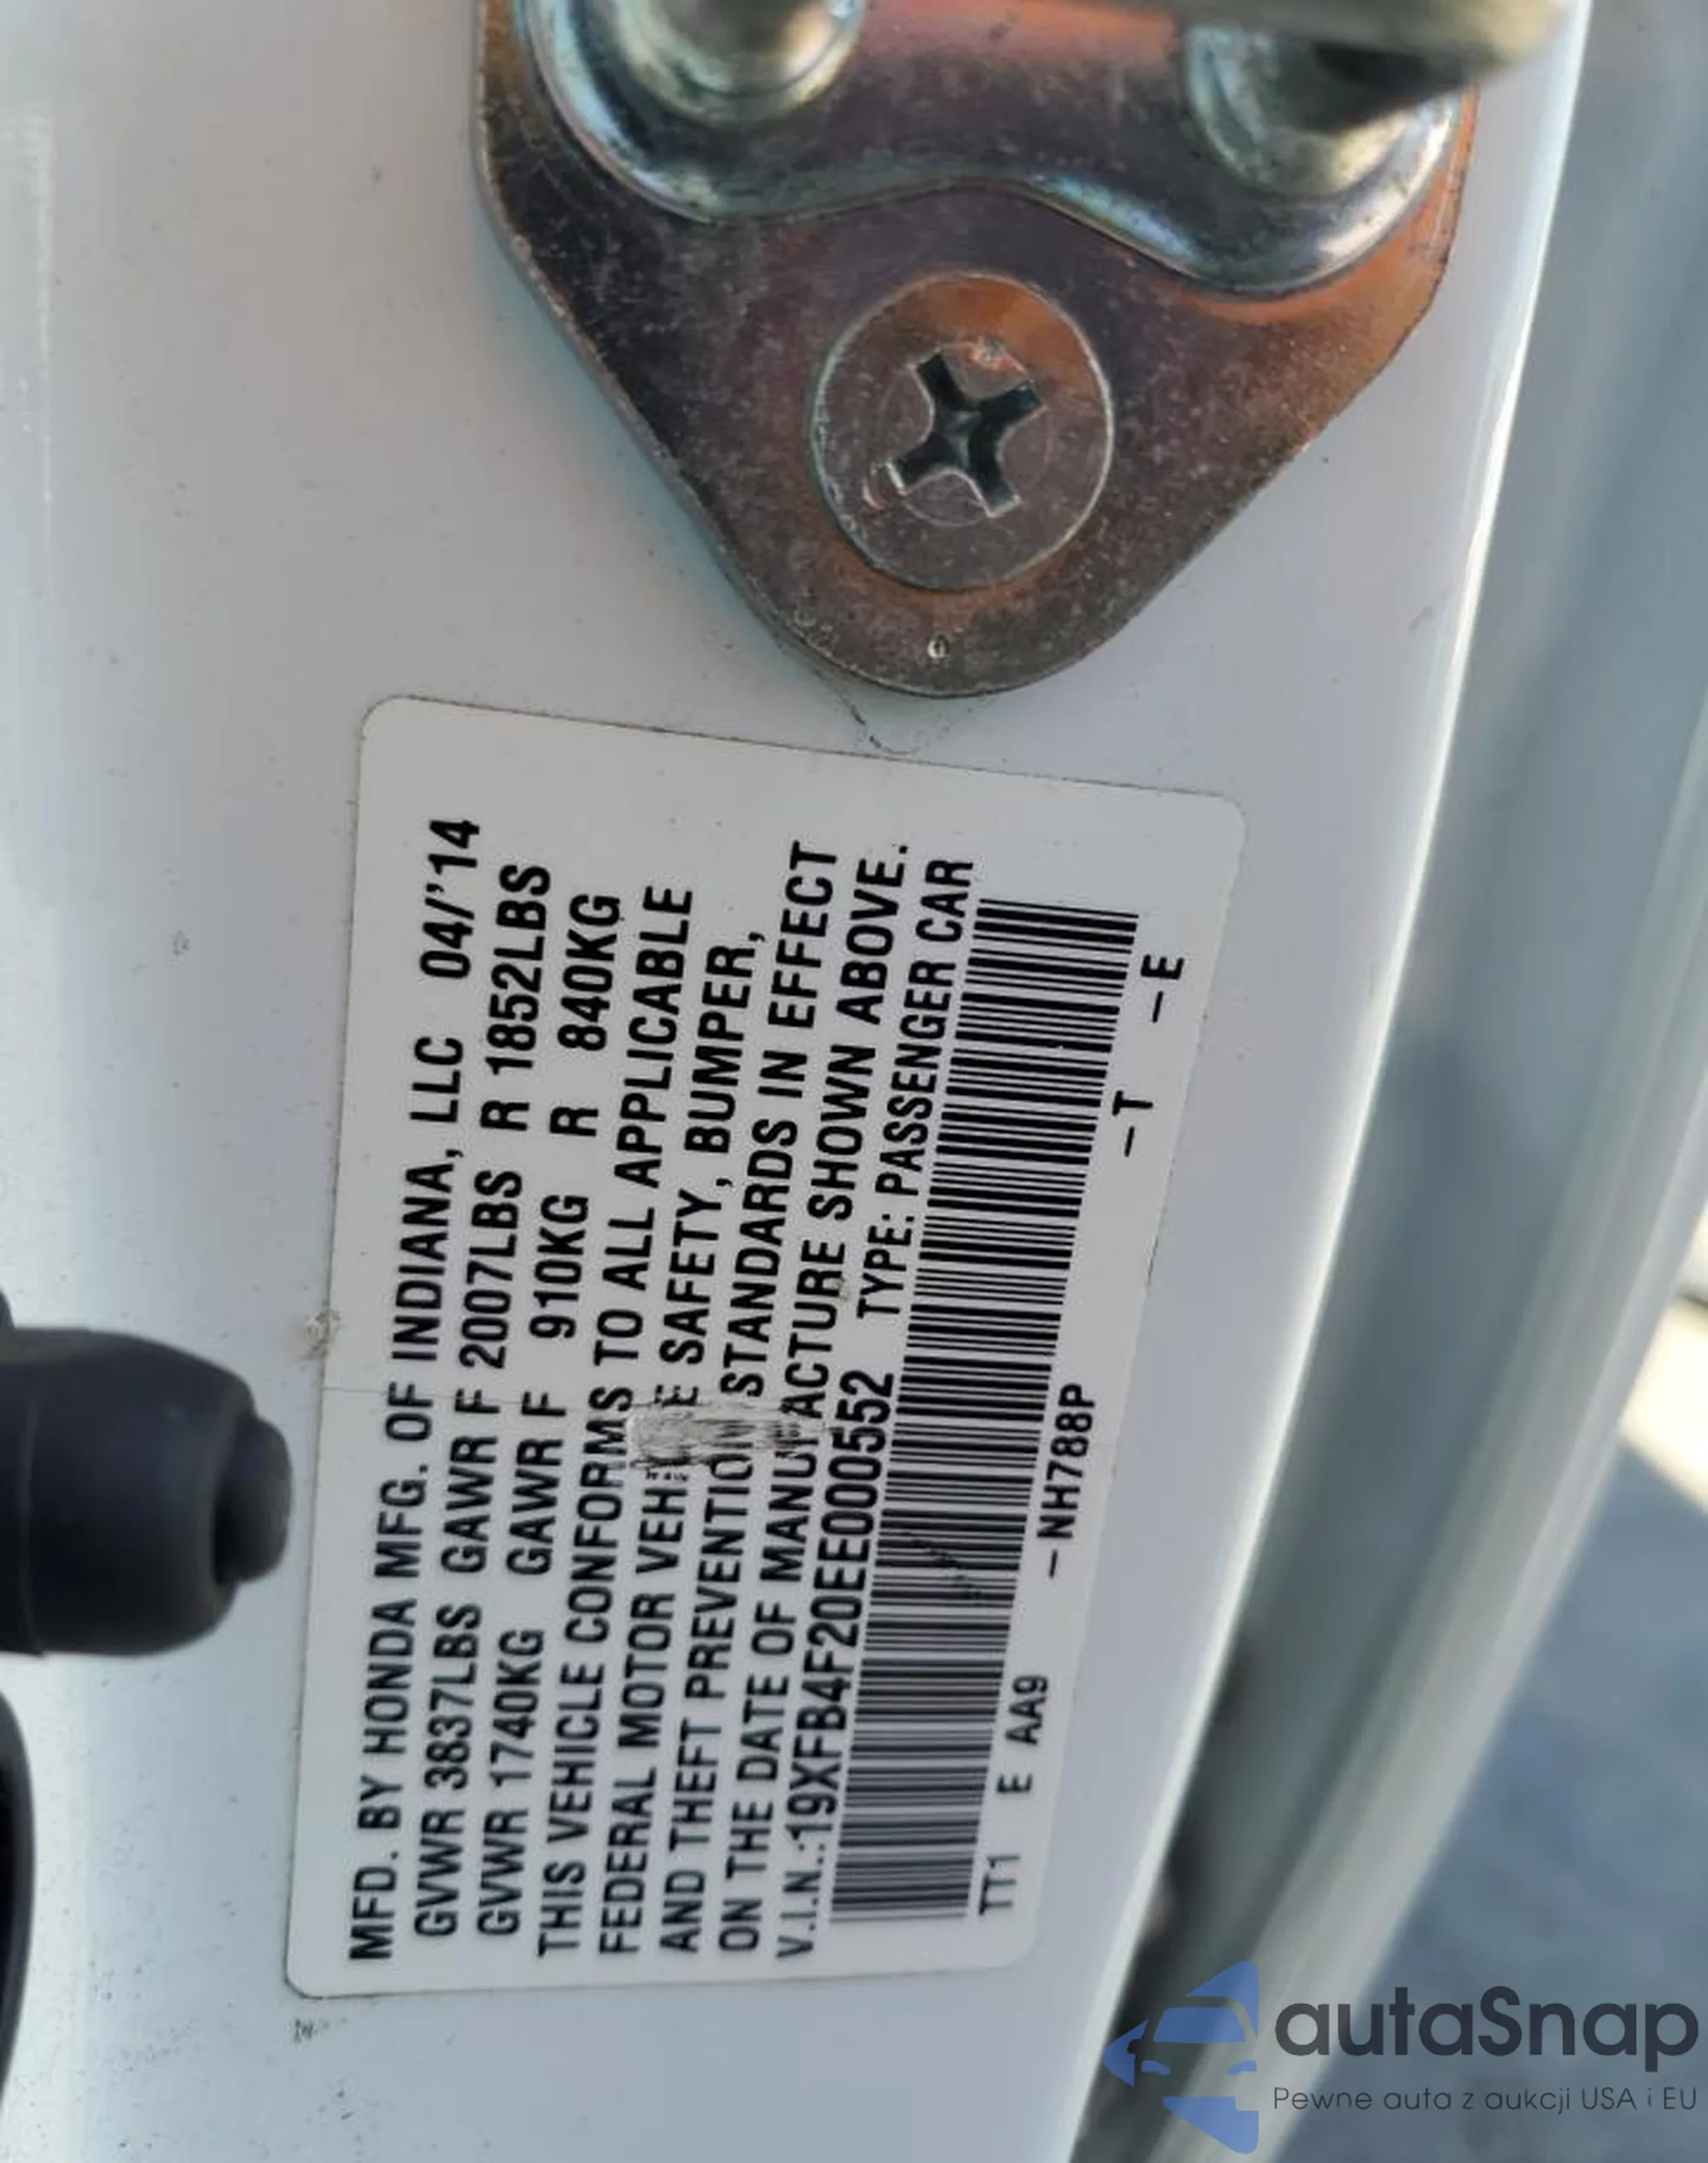 MFD. BY HONDA MFG. OF INDIANA, LLC 04/'14
GVWR 3837LBS GAWR F 2007LBS R 1852LBS
GVWR 1740KG GAWR F 910KG R 840KG
THIS VEHICLE CONFORMS TO ALL APPLICABLE
FEDERAL MOTOR VEH E SAFETY, BUMPER,
AND THEFT PREVENTION STANDARDS IN EFFECT
ON THE DATE OF MANUFACTURE SHOWN ABOVE.
V.I.N.:19XFB4F20EE000552 TYPE: PASSENGER CAR
TT1 E AA9 –NH788P –T –E
autaSnap
Pewne auta z aukcji USA i EU